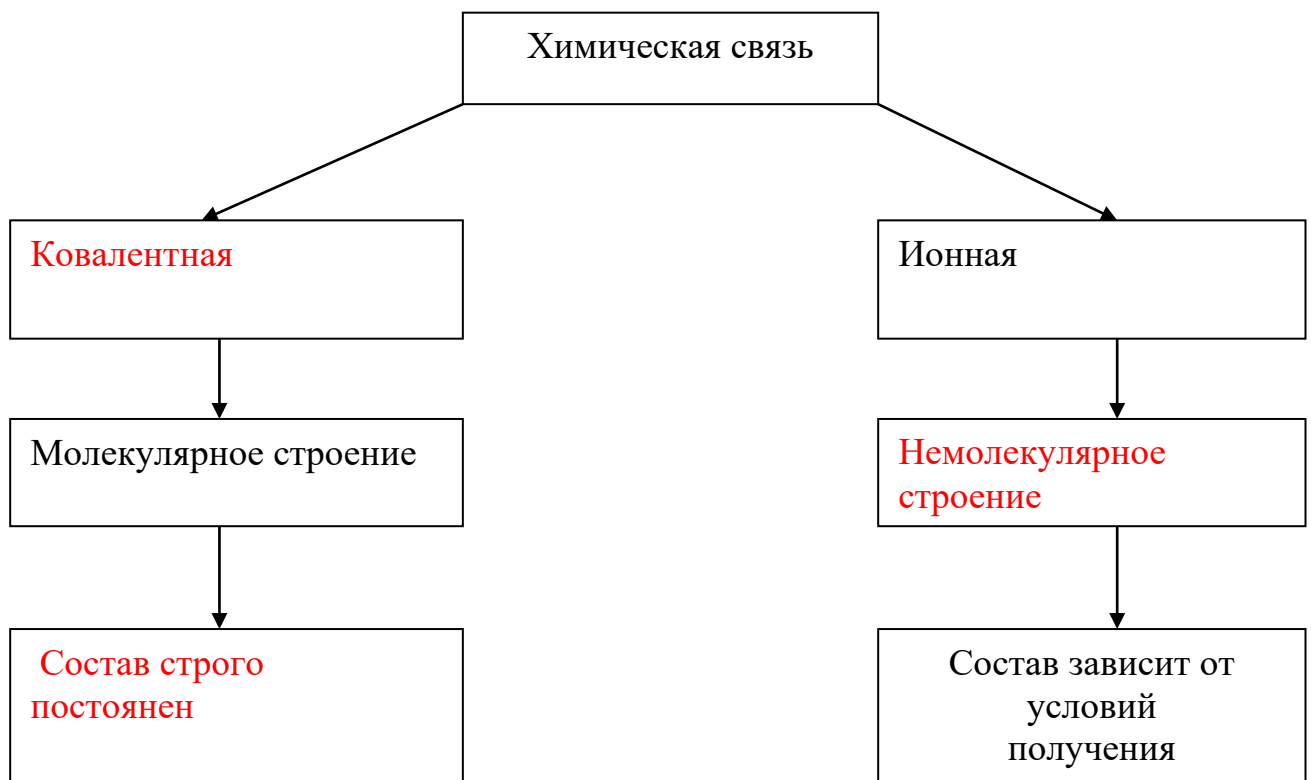 Химическая связь
Ковалентная
Ионная
Молекулярное строение
Немолекулярное
строение
Состав строго
постоянен
Состав зависит от
условий
получения